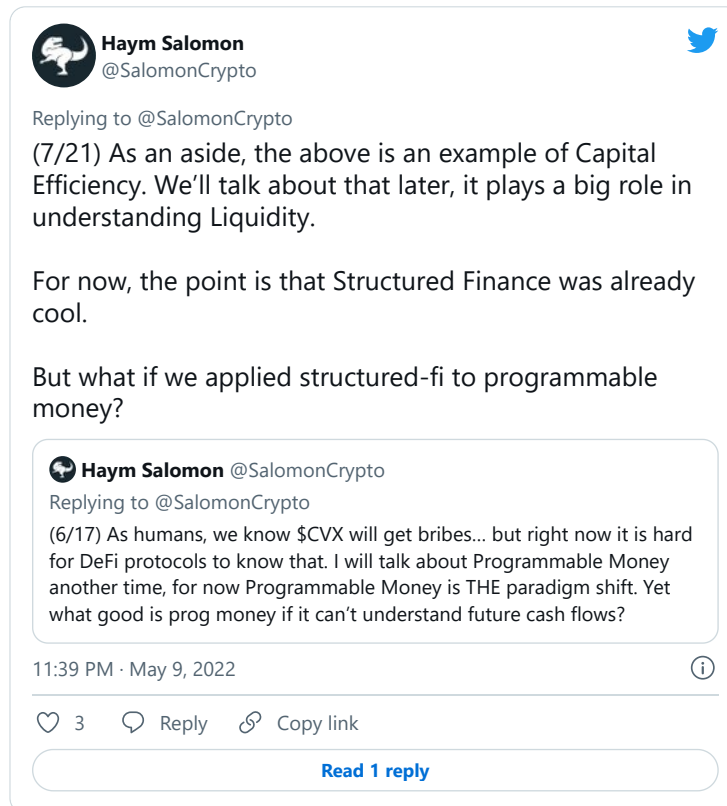 Haym Salomon
@SalomonCrypto
Replying to @SalomonCrypto
(7/21) As an aside, the above is an example of Capital
Efficiency. We’ll talk about that later, it plays a big role in
understanding Liquidity.
For now, the point is that Structured Finance was already
cool.
But what if we applied structured-fi to programmable
money?
Haym Salomon @SalomonCrypto
Replying to @SalomonCrypto
(6/17) As humans, we know $CVX will get bribes... but right now it is hard
for DeFi protocols to know that. I will talk about Programmable Money
another time, for now Programmable Money is THE paradigm shift. Yet
what good is prog money if it can’t understand future cash flows?
11:39 PM · May 9, 2022
3 Reply Copy link
Read 1 reply